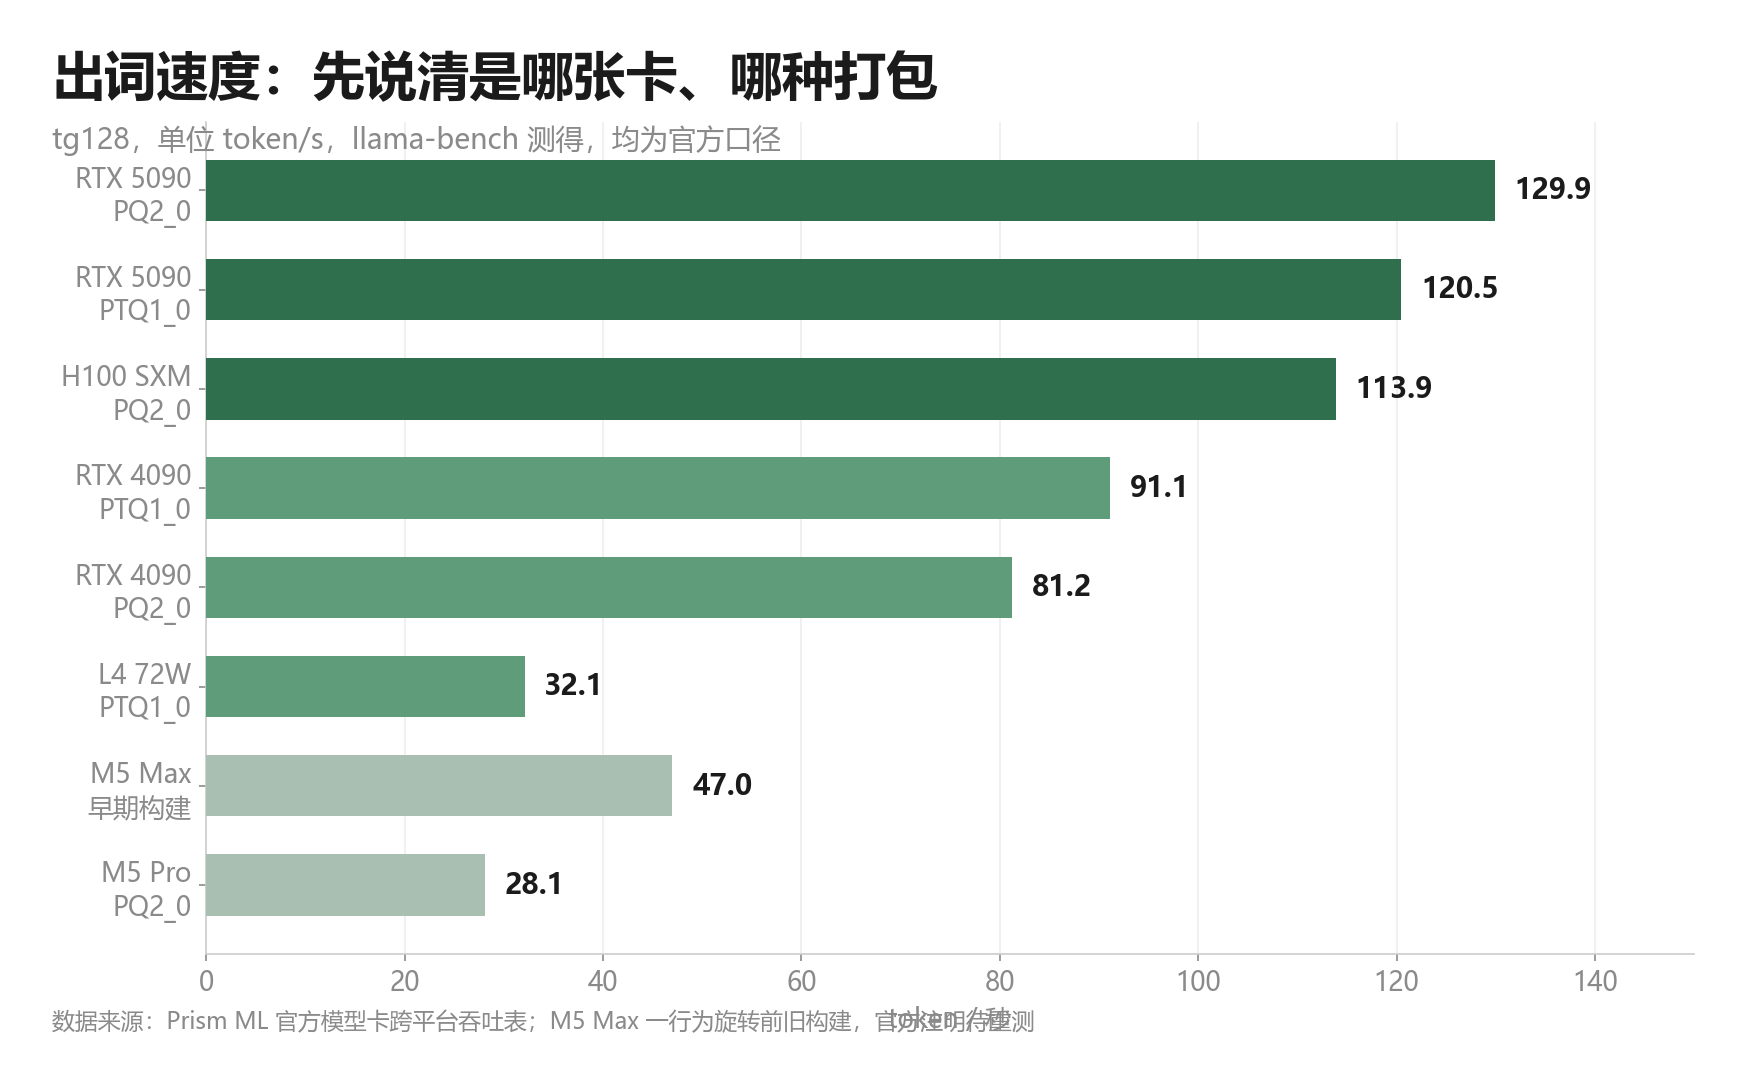 出词速度：先说清是哪张卡、哪种打包
tg128，单位 token/s，llama-bench 测得，均为官方口径
RTX 5090
PQ2_0
129.9
RTX 5090
PTQ1_0
120.5
H100 SXM
PQ2_0
113.9
RTX 4090
PTQ1_0
91.1
RTX 4090
PQ2_0
81.2
L4 72W
PTQ1_0
32.1
M5 Max
早期构建
47.0
M5 Pro
PQ2_0
28.1
0 20 40 60 80 100 120 140
token / 秒
数据来源：Prism ML 官方模型卡跨平台吞吐表；M5 Max 一行为旋转前旧构建，官方注明待重测